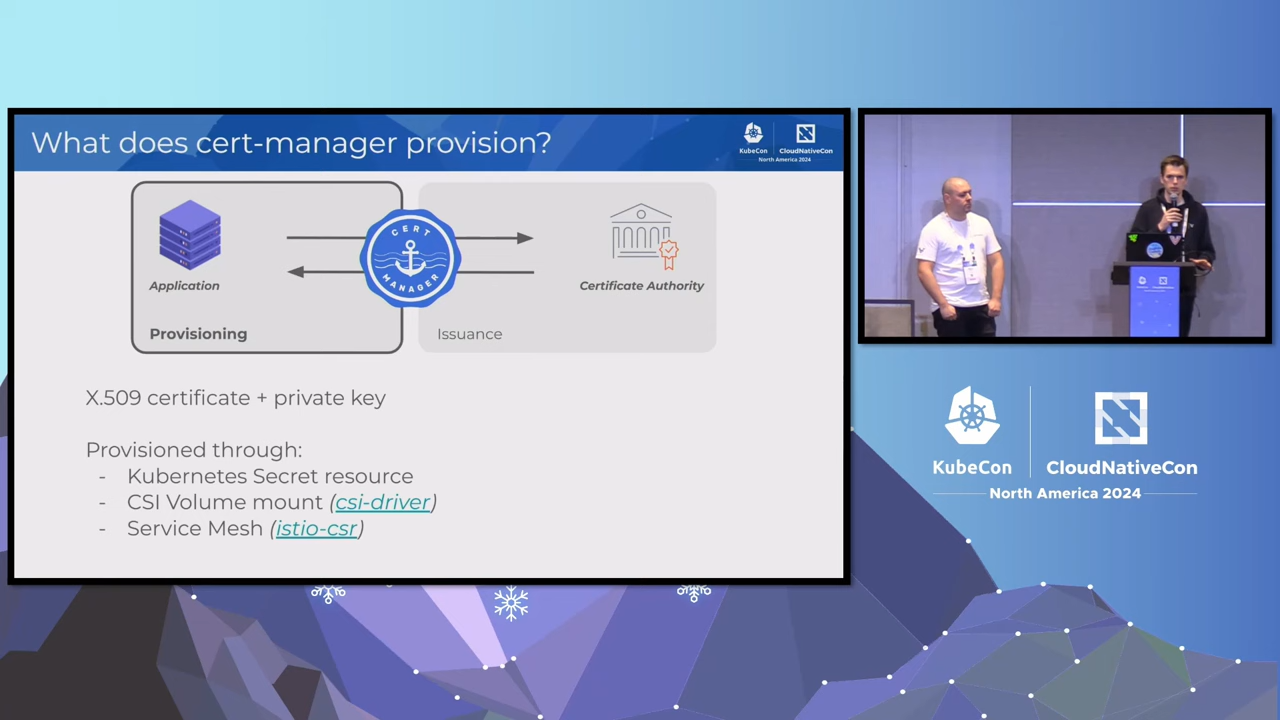 What does cert-manager provision?
KubeCon
CloudNativeCon
North America 2024
CERT
MANAGER
Application
Certificate Authority
Provisioning
Issuance
X.509 certificate + private key
Provisioned through:
- Kubernetes Secret resource
- CSI Volume mount (csi-driver)
- Service Mesh (istio-csr)
KubeCon
CloudNativeCon
North America 2024